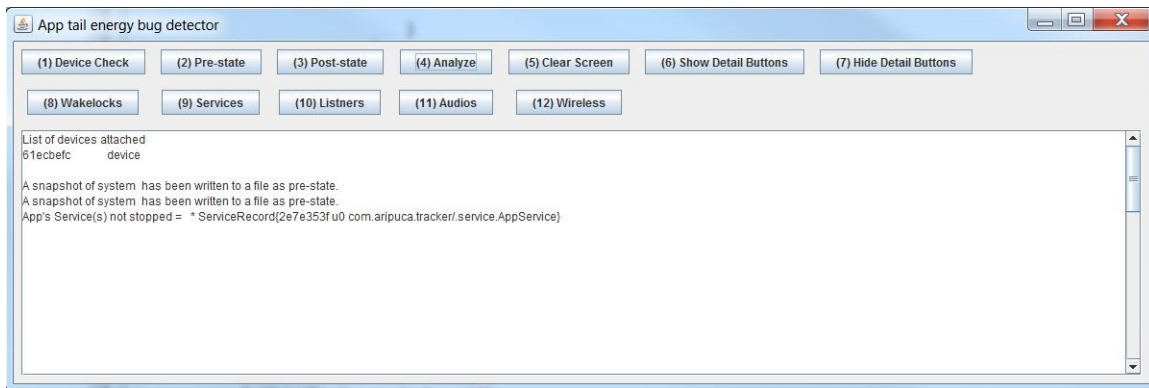 App tail energy bug detector
(1) Device Check (2) Pre-state (3) Post-state (4) Analyze (5) Clear Screen (6) Show Detail Buttons (7) Hide Detail Buttons
(8) Wakelocks (9) Services (10) Listners (11) Audios (12) Wireless
List of devices attached
61ecbefc device
A snapshot of system has been written to a file as pre-state.
A snapshot of system has been written to a file as pre-state.
App's Service(s) not stopped = * ServiceRecord{2e7e353f u0 com.aripuca.tracker/.service.AppService}